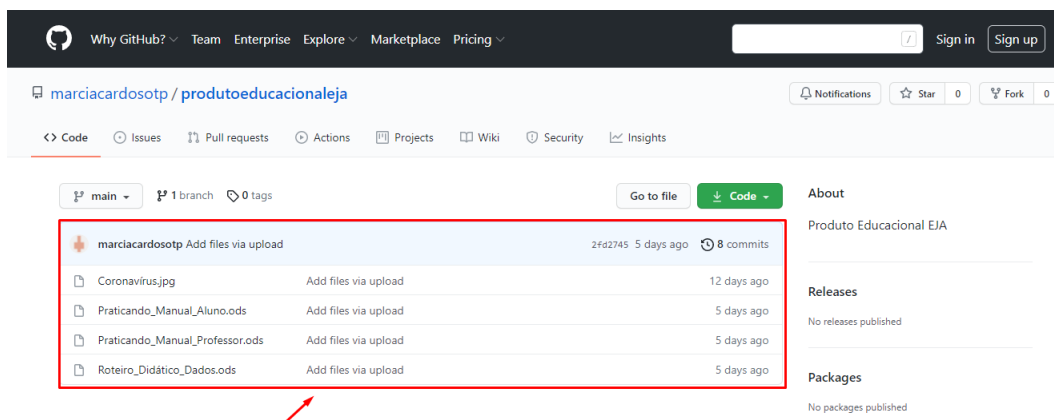 Why GitHub? Team Enterprise Explore Marketplace Pricing / Sign in Sign up
marciacardosotp / produtoeducacionaleja Notifications Star 0 Fork 0
Code Issues Pull requests Actions Projects Wiki Security Insights
main 1 branch 0 tags Go to file Code
About
Produto Educacional EJA
marciacardosotp Add files via upload 2fd2745 5 days ago 8 commits
Coronavírus.jpg Add files via upload 12 days ago
Praticando_Manual_Aluno.ods Add files via upload 5 days ago
Praticando_Manual_Professor.ods Add files via upload 5 days ago
Roteiro_Didático_Dados.ods Add files via upload 5 days ago
Releases
No releases published
Packages
No packages published